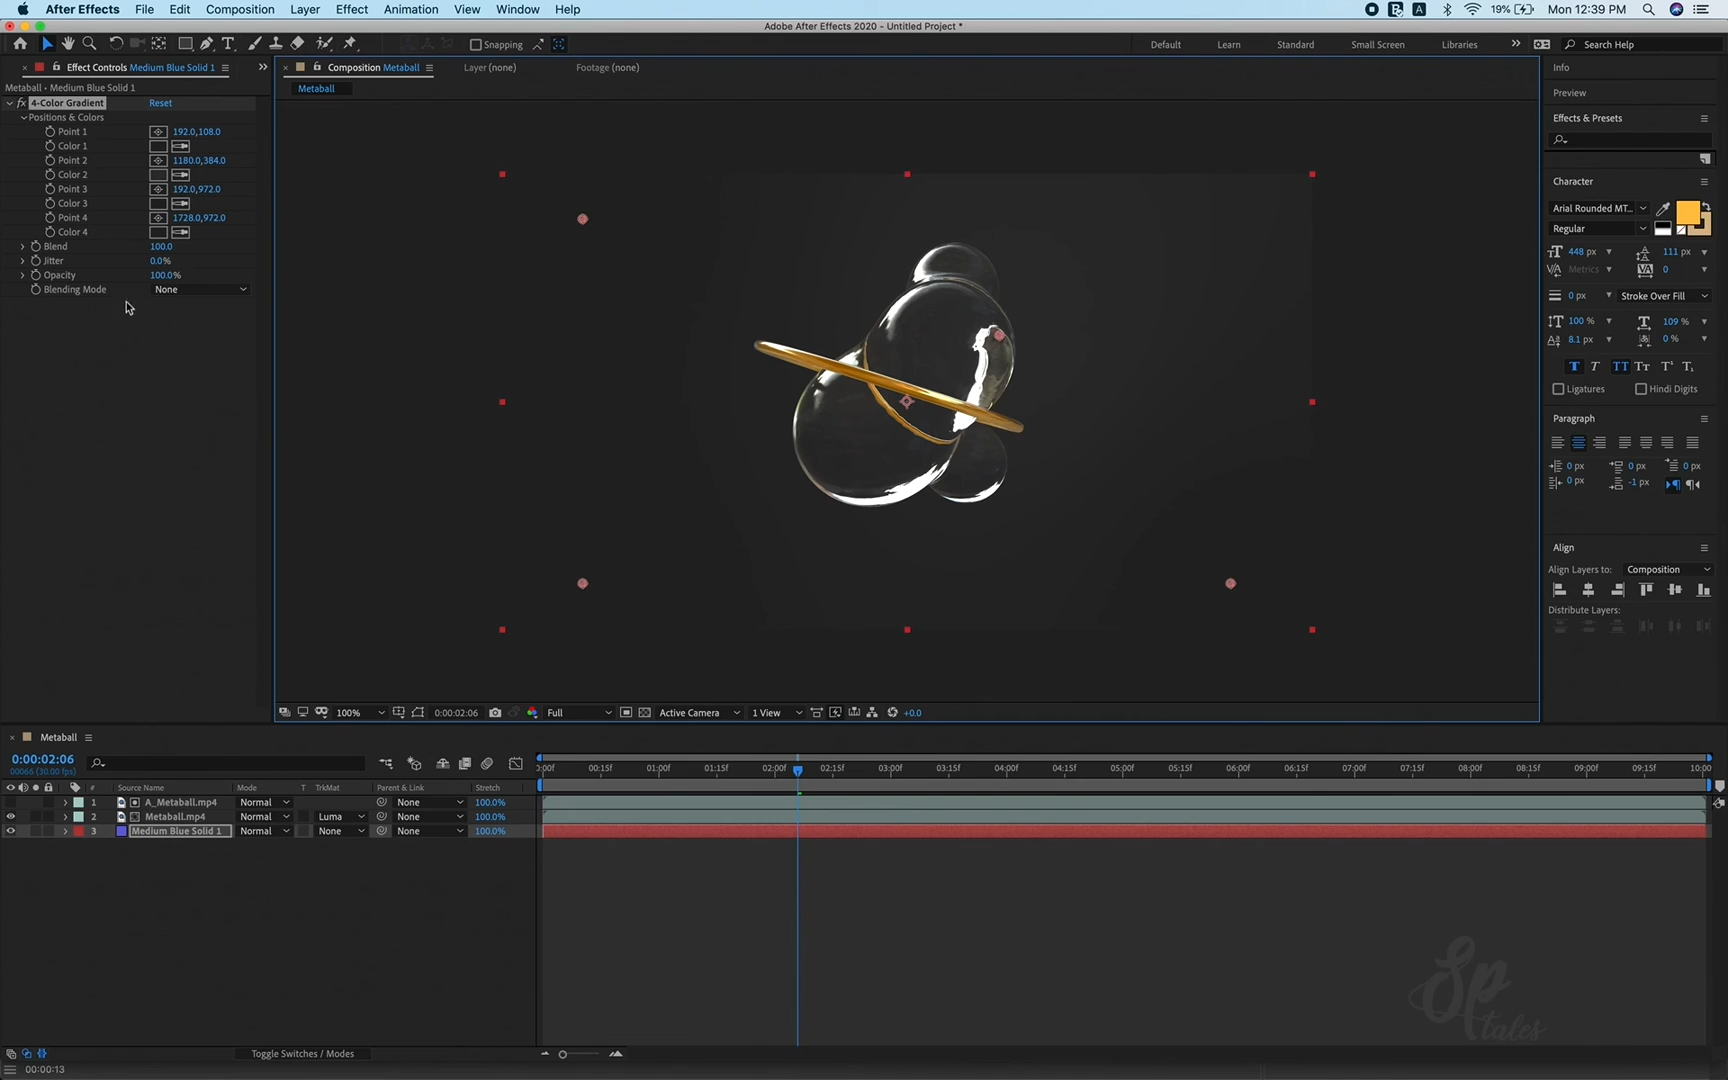 After Effects File Edit Composition Layer Effect Animation View Window Help 19% Mon 12:39 PM
Adobe After Effects 2020 - Untitled Project *
Snapping Default Learn Standard Small Screen Libraries Search Help
Effect Controls Medium Blue Solid 1 Composition Metaball Layer (none) Footage (none) Info
Metaball • Medium Blue Solid 1 Metaball
Preview
fx 4-Color Gradient Reset
Positions & Colors Effects & Presets
Point 1 192.0,108.0
Color 1
Point 2 1180.0,384.0
Color 2
Point 3 192.0,972.0
Color 3
Point 4 1728.0,972.0
Color 4
Blend 100.0
Jitter 0.0%
Opacity 100.0%
Blending Mode None
Character
Arial Rounded MT...
Regular
448 px 111 px
Metrics 0
0 px Stroke Over Fill
100 % 109 %
8.1 px 0 %
T T TT Tт T¹ T₁
Ligatures Hindi Digits
Paragraph
0 px 0 px 0 px
0 px -1 px
Align
Align Layers to: Composition
Distribute Layers:
100% 0:00:02:06 Full Active Camera 1 View +0.0
Metaball
0:00:02:06
00066 (30.00 fps)
0:00f 00:15f 01:00f 01:15f 02:00f 02:15f 03:00f 03:15f 04:00f 04:15f 05:00f 05:15f 06:00f 06:15f 07:00f 07:15f 08:00f 08:15f 09:00f 09:15f 10:00
# Source Name Mode T TrkMat Parent & Link Stretch
1 A_Metaball.mp4 Normal None 100.0%
2 Metaball.mp4 Normal Luma None 100.0%
3 Medium Blue Solid 1 Normal None None 100.0%
Sp
tales
Toggle Switches / Modes
00:00:13